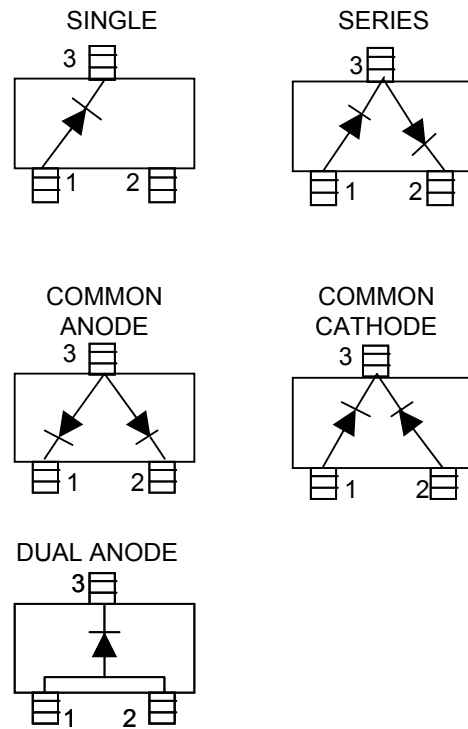 SINGLE
3
1 2
SERIES
3
1 2
COMMON
ANODE
3
1 2
COMMON
CATHODE
3
1 2
DUAL ANODE
3
1 2